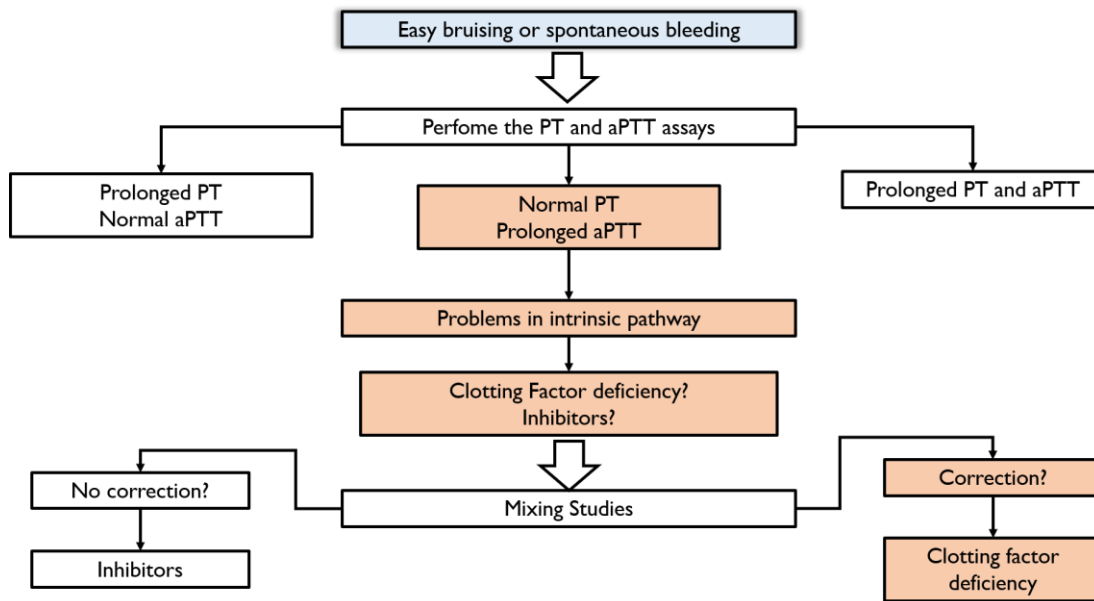 Easy bruising or spontaneous bleeding
Perfome the PT and aPTT assays
Prolonged PT
Normal aPTT
Normal PT
Prolonged aPTT
Prolonged PT and aPTT
Problems in intrinsic pathway
Clotting Factor deficiency?
Inhibitors?
No correction?
Mixing Studies
Correction?
Inhibitors
Clotting factor
deficiency